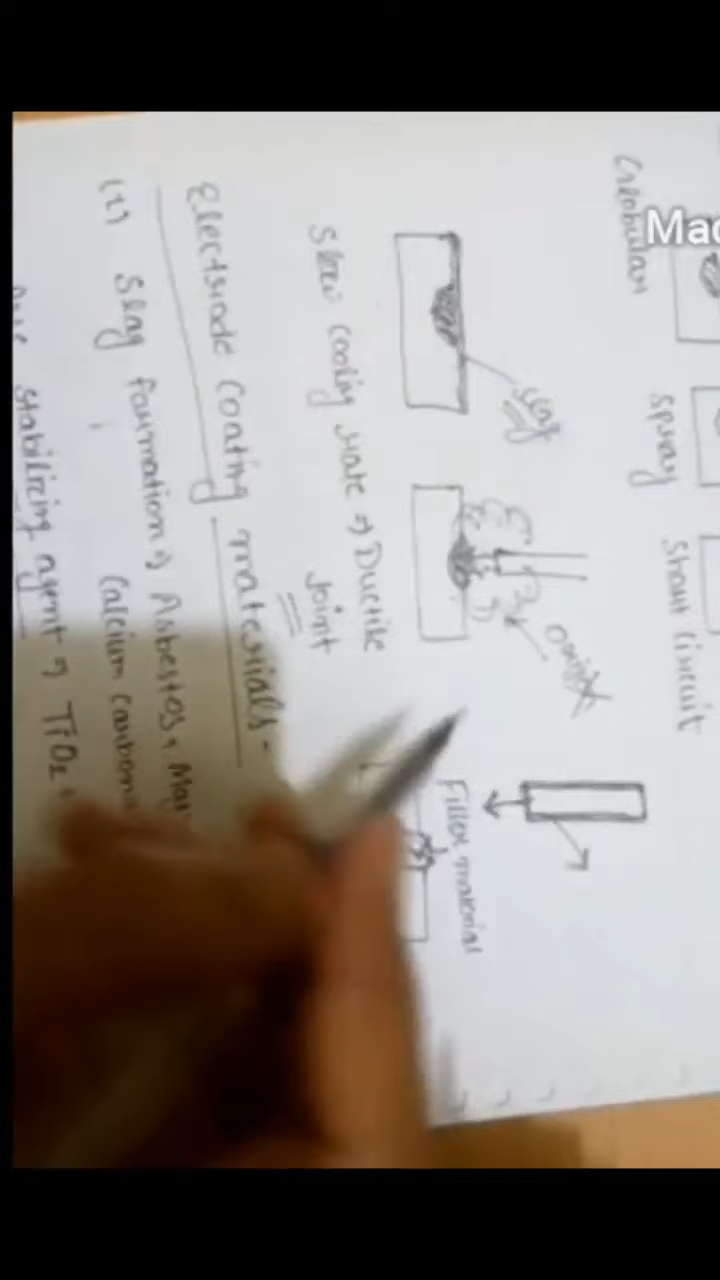 Globular
spray
Short circuit
Mad
slag
Filler material
Slow cooling rate → Ductile
Joint
Electrode coating materials-
(1) Slag formation → Asbestos,
Calcium
stabilizing agent → TiO2,